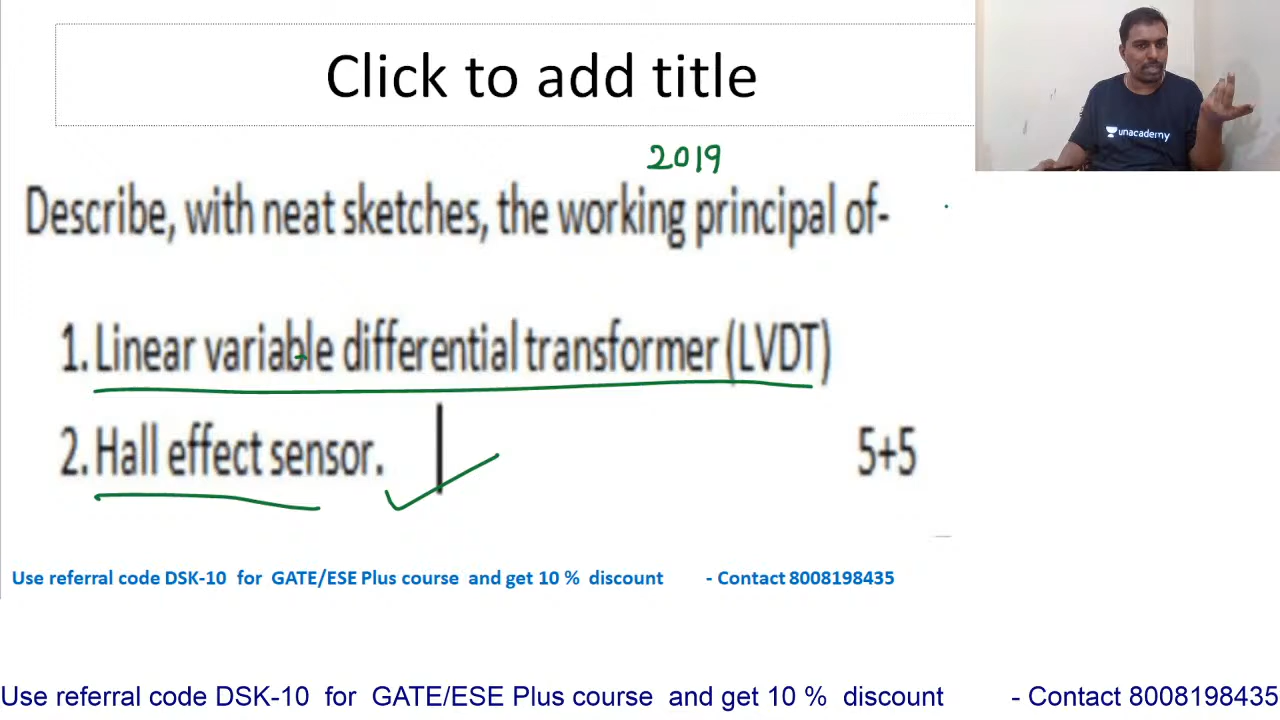 Click to add title
unacademy
2019
Describe, with neat sketches, the working principal of-
1. Linear variable differential transformer (LVDT)
2. Hall effect sensor.
5+5
Use referral code DSK-10 for GATE/ESE Plus course and get 10 % discount - Contact 8008198435
Use referral code DSK-10 for GATE/ESE Plus course and get 10 % discount - Contact 8008198435